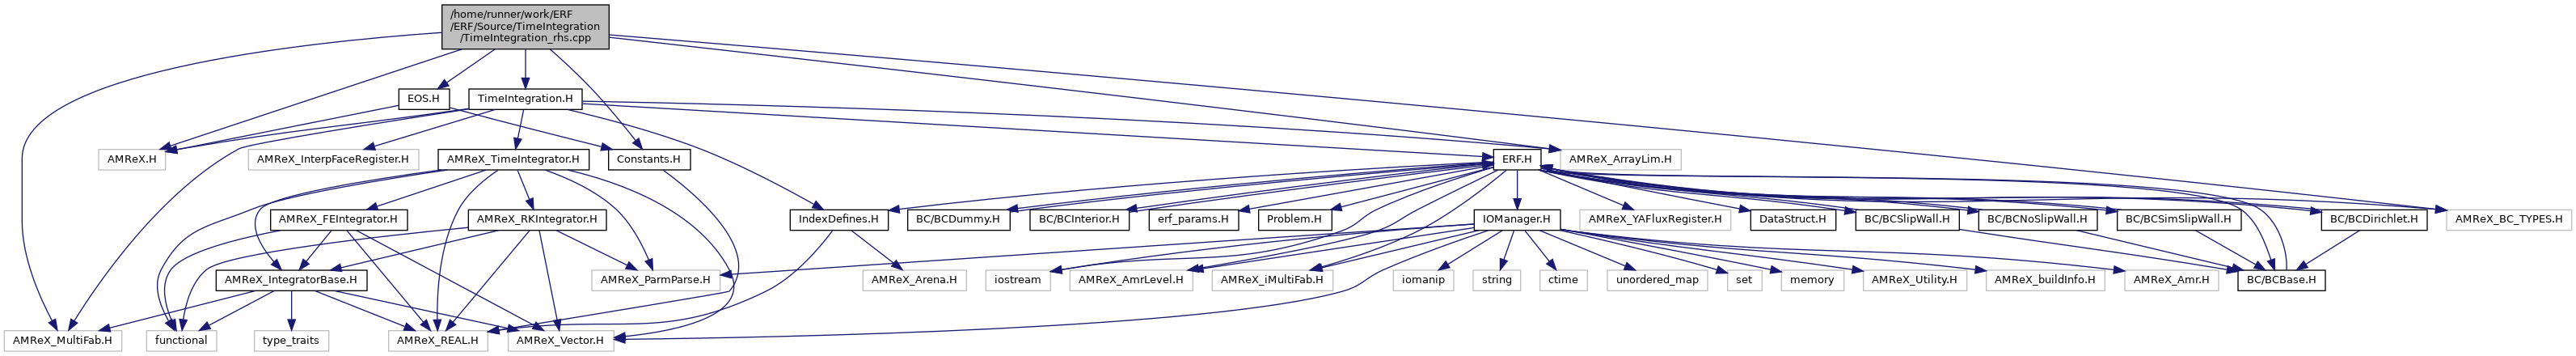 /home/runner/work/ERF
/ERF/Source/TimeIntegration
/TimeIntegration_rhs.cpp
EOS.H
TimeIntegration.H
AMReX.H
AMReX_InterpFaceRegister.H
AMReX_TimeIntegrator.H
Constants.H
ERF.H
AMReX_ArrayLim.H
AMReX_FEIntegrator.H
AMReX_RKIntegrator.H
IndexDefines.H
BC/BCDummy.H
BC/BCInterior.H
erf_params.H
Problem.H
IOManager.H
AMReX_YAFluxRegister.H
DataStruct.H
BC/BCSlipWall.H
BC/BCNoSlipWall.H
BC/BCSimSlipWall.H
BC/BCDirichlet.H
AMReX_BC_TYPES.H
AMReX_IntegratorBase.H
AMReX_ParmParse.H
AMReX_Arena.H
iostream
AMReX_AmrLevel.H
AMReX_iMultiFab.H
iomanip
string
ctime
unordered_map
set
memory
AMReX_Utility.H
AMReX_buildInfo.H
AMReX_Amr.H
BC/BCBase.H
AMReX_MultiFab.H
functional
type_traits
AMReX_REAL.H
AMReX_Vector.H